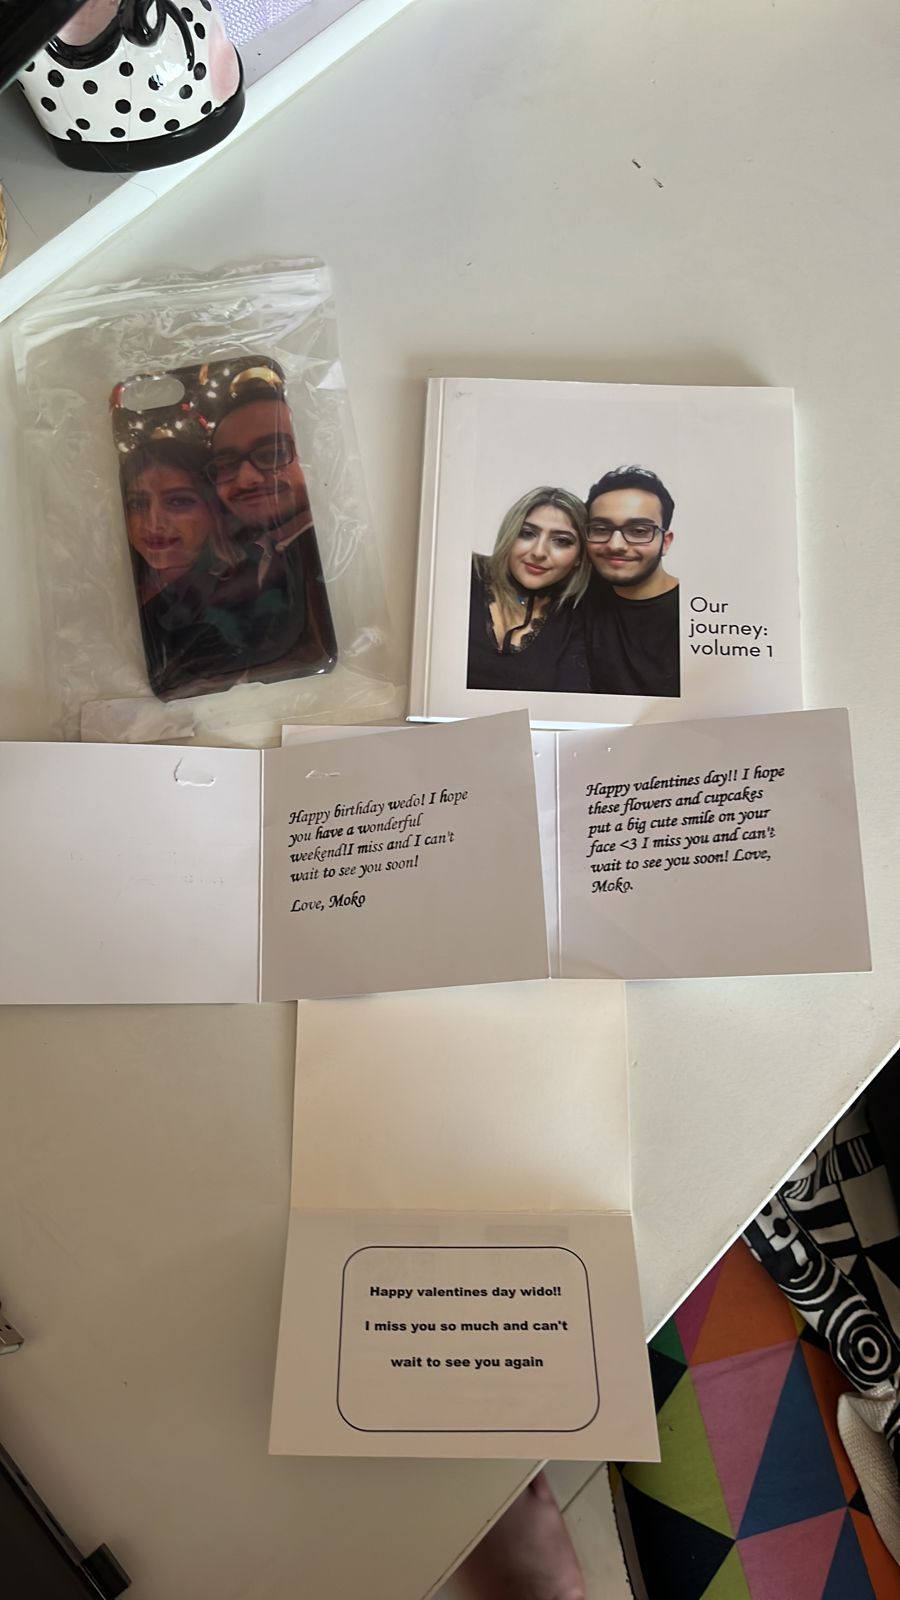 Our
journey:
volume 1
Happy birthday wedo! I hope
you have a wonderful
weekend!I miss and I can't
wait to see you soon!
Love, Moko
Happy valentines day!! I hope
these flowers and cupcakes
put a big cute smile on your
face <3 I miss you and can't
wait to see you soon! Love,
Moko.
Happy valentines day wido!!
I miss you so much and can't
wait to see you again